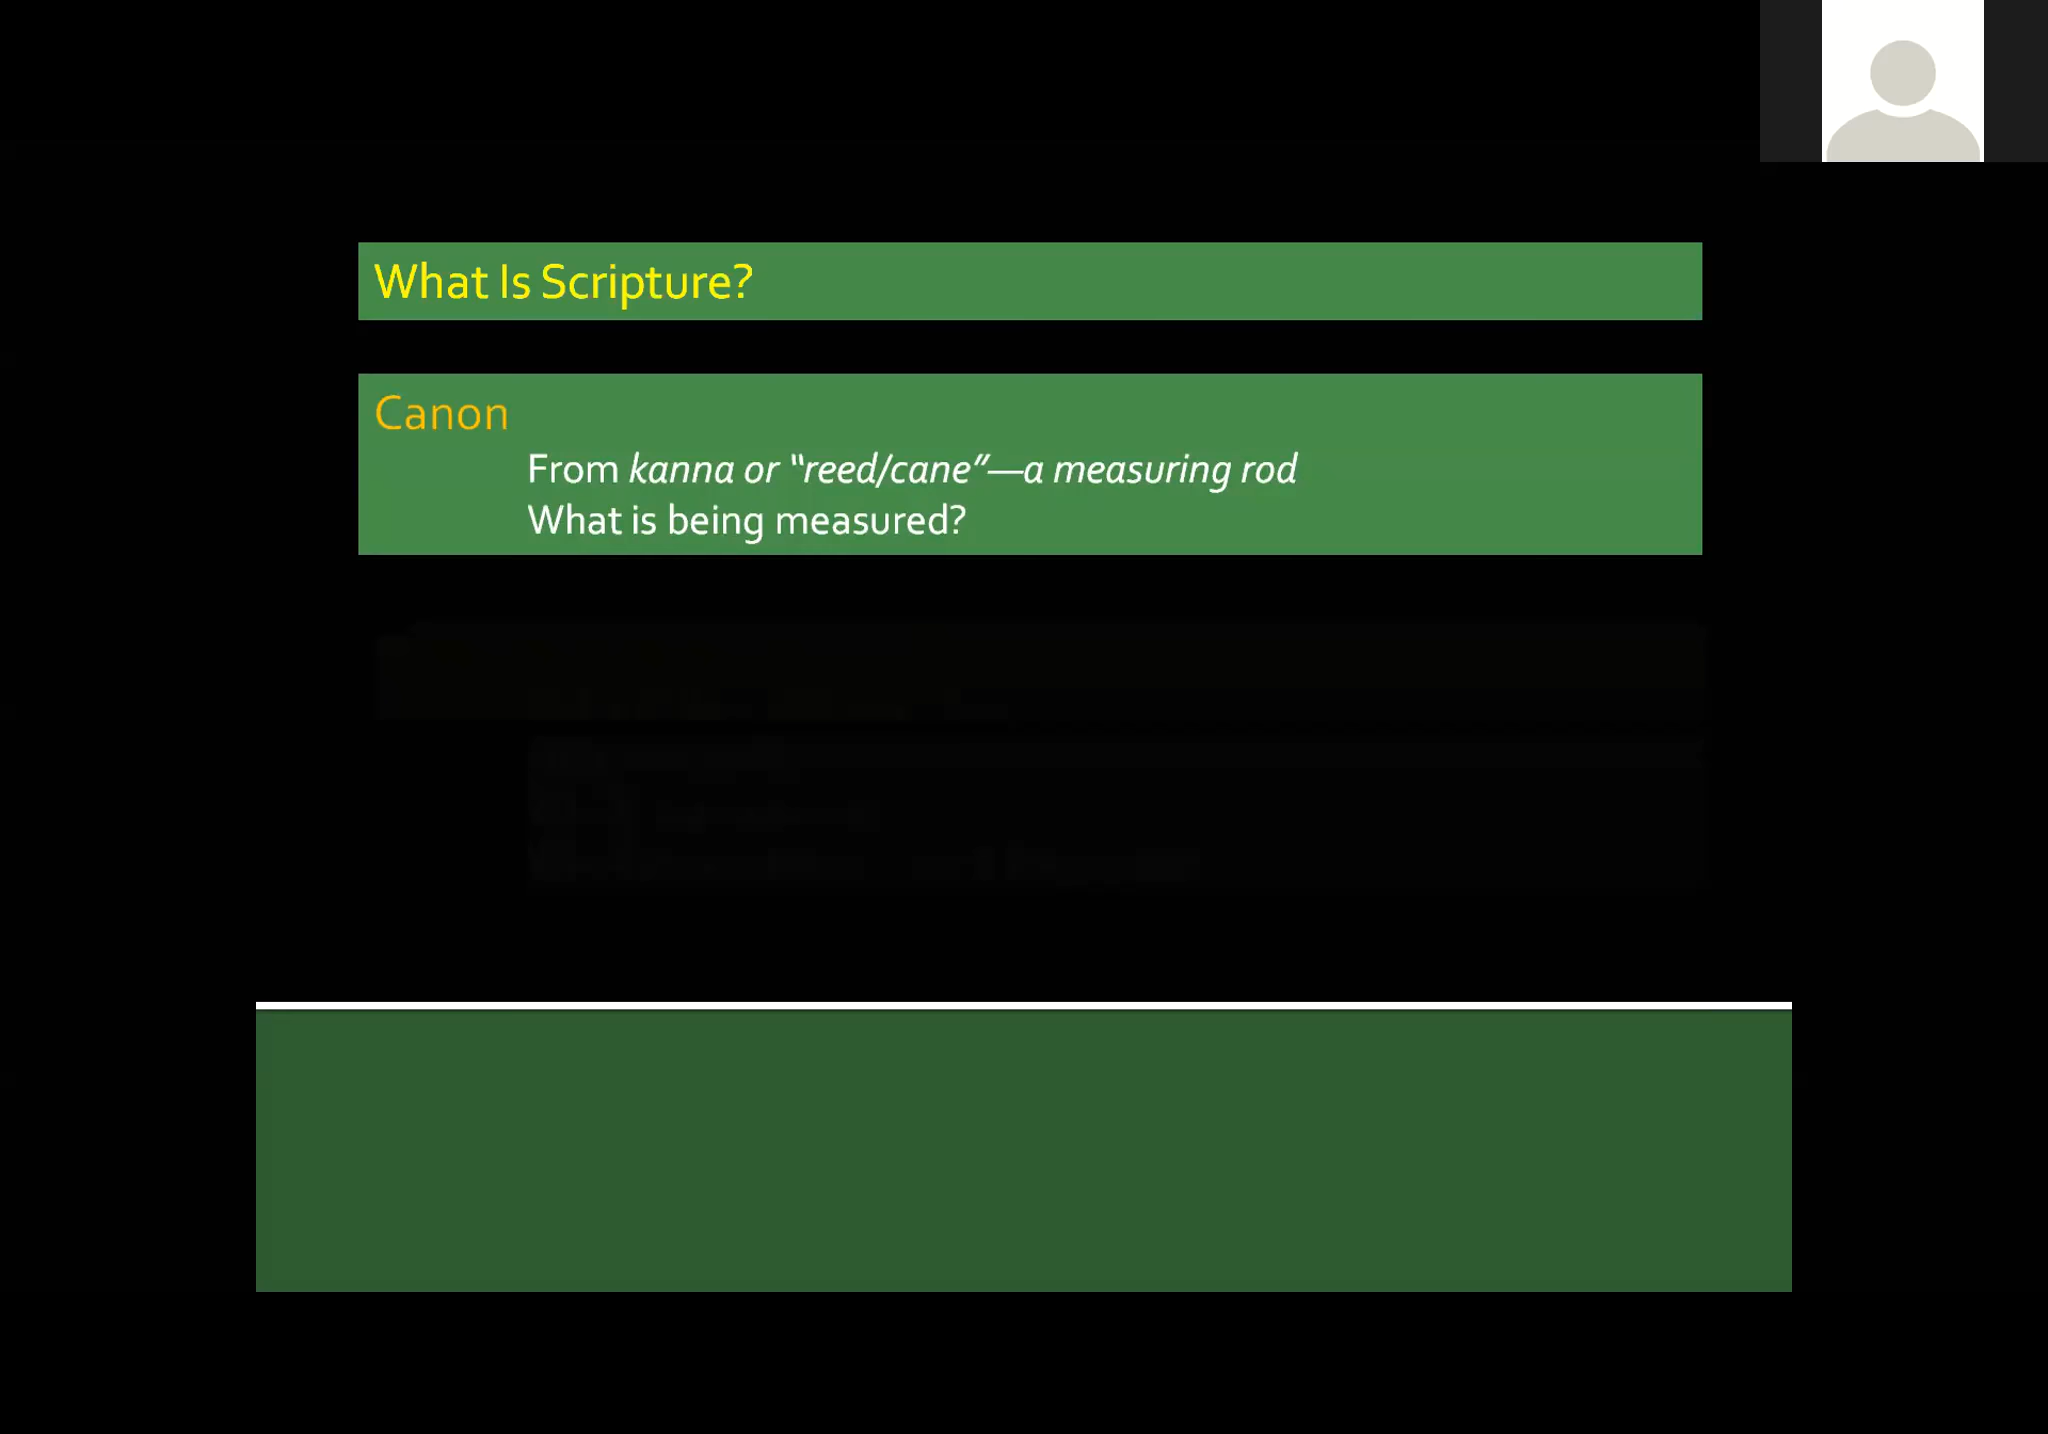 What Is Scripture?
Canon
From kanna or “reed/cane”—a measuring rod
What is being measured?